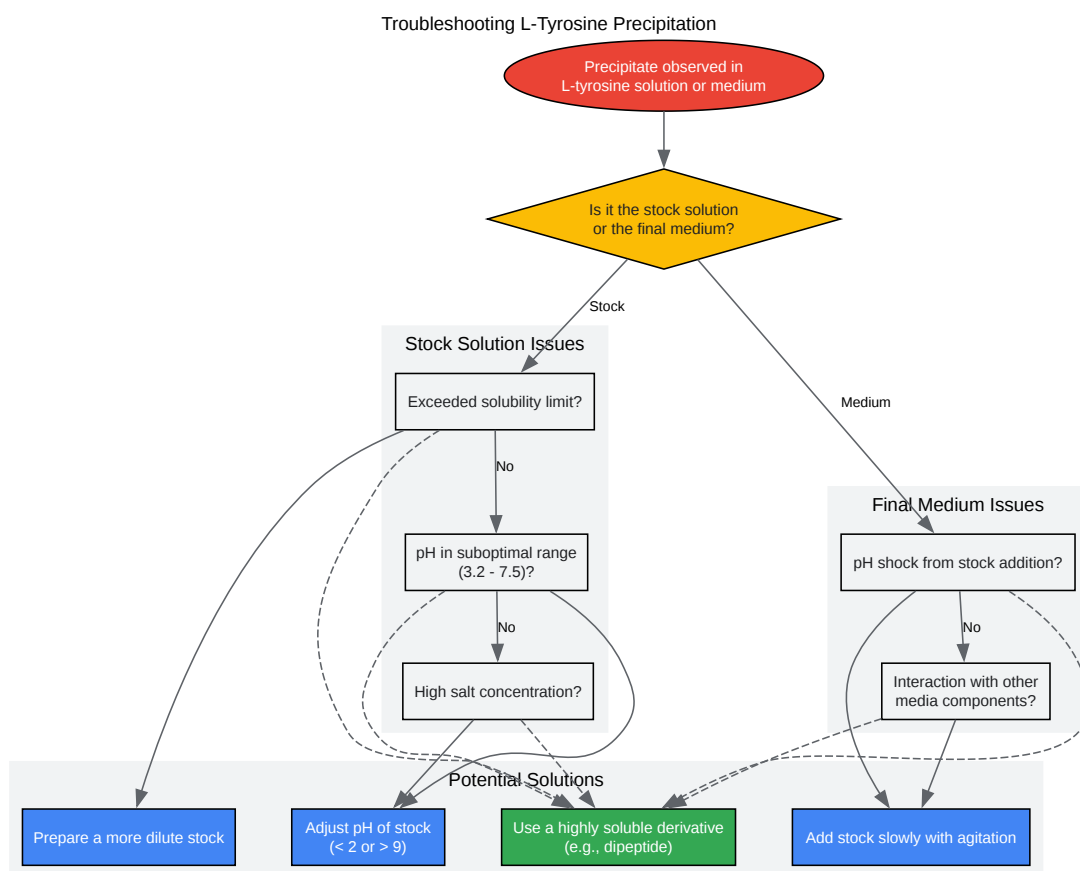 Troubleshooting L-Tyrosine Precipitation
Precipitate observed in
L-tyrosine solution or medium
Is it the stock solution
or the final medium?
Stock
Stock Solution Issues
Exceeded solubility limit?
Medium
No
Final Medium Issues
pH in suboptimal range
(3.2 - 7.5)?
pH shock from stock addition?
No
No
High salt concentration?
Interaction with other
media components?
Potential Solutions
Prepare a more dilute stock
Adjust pH of stock
(< 2 or > 9)
Use a highly soluble derivative
(e.g., dipeptide)
Add stock slowly with agitation